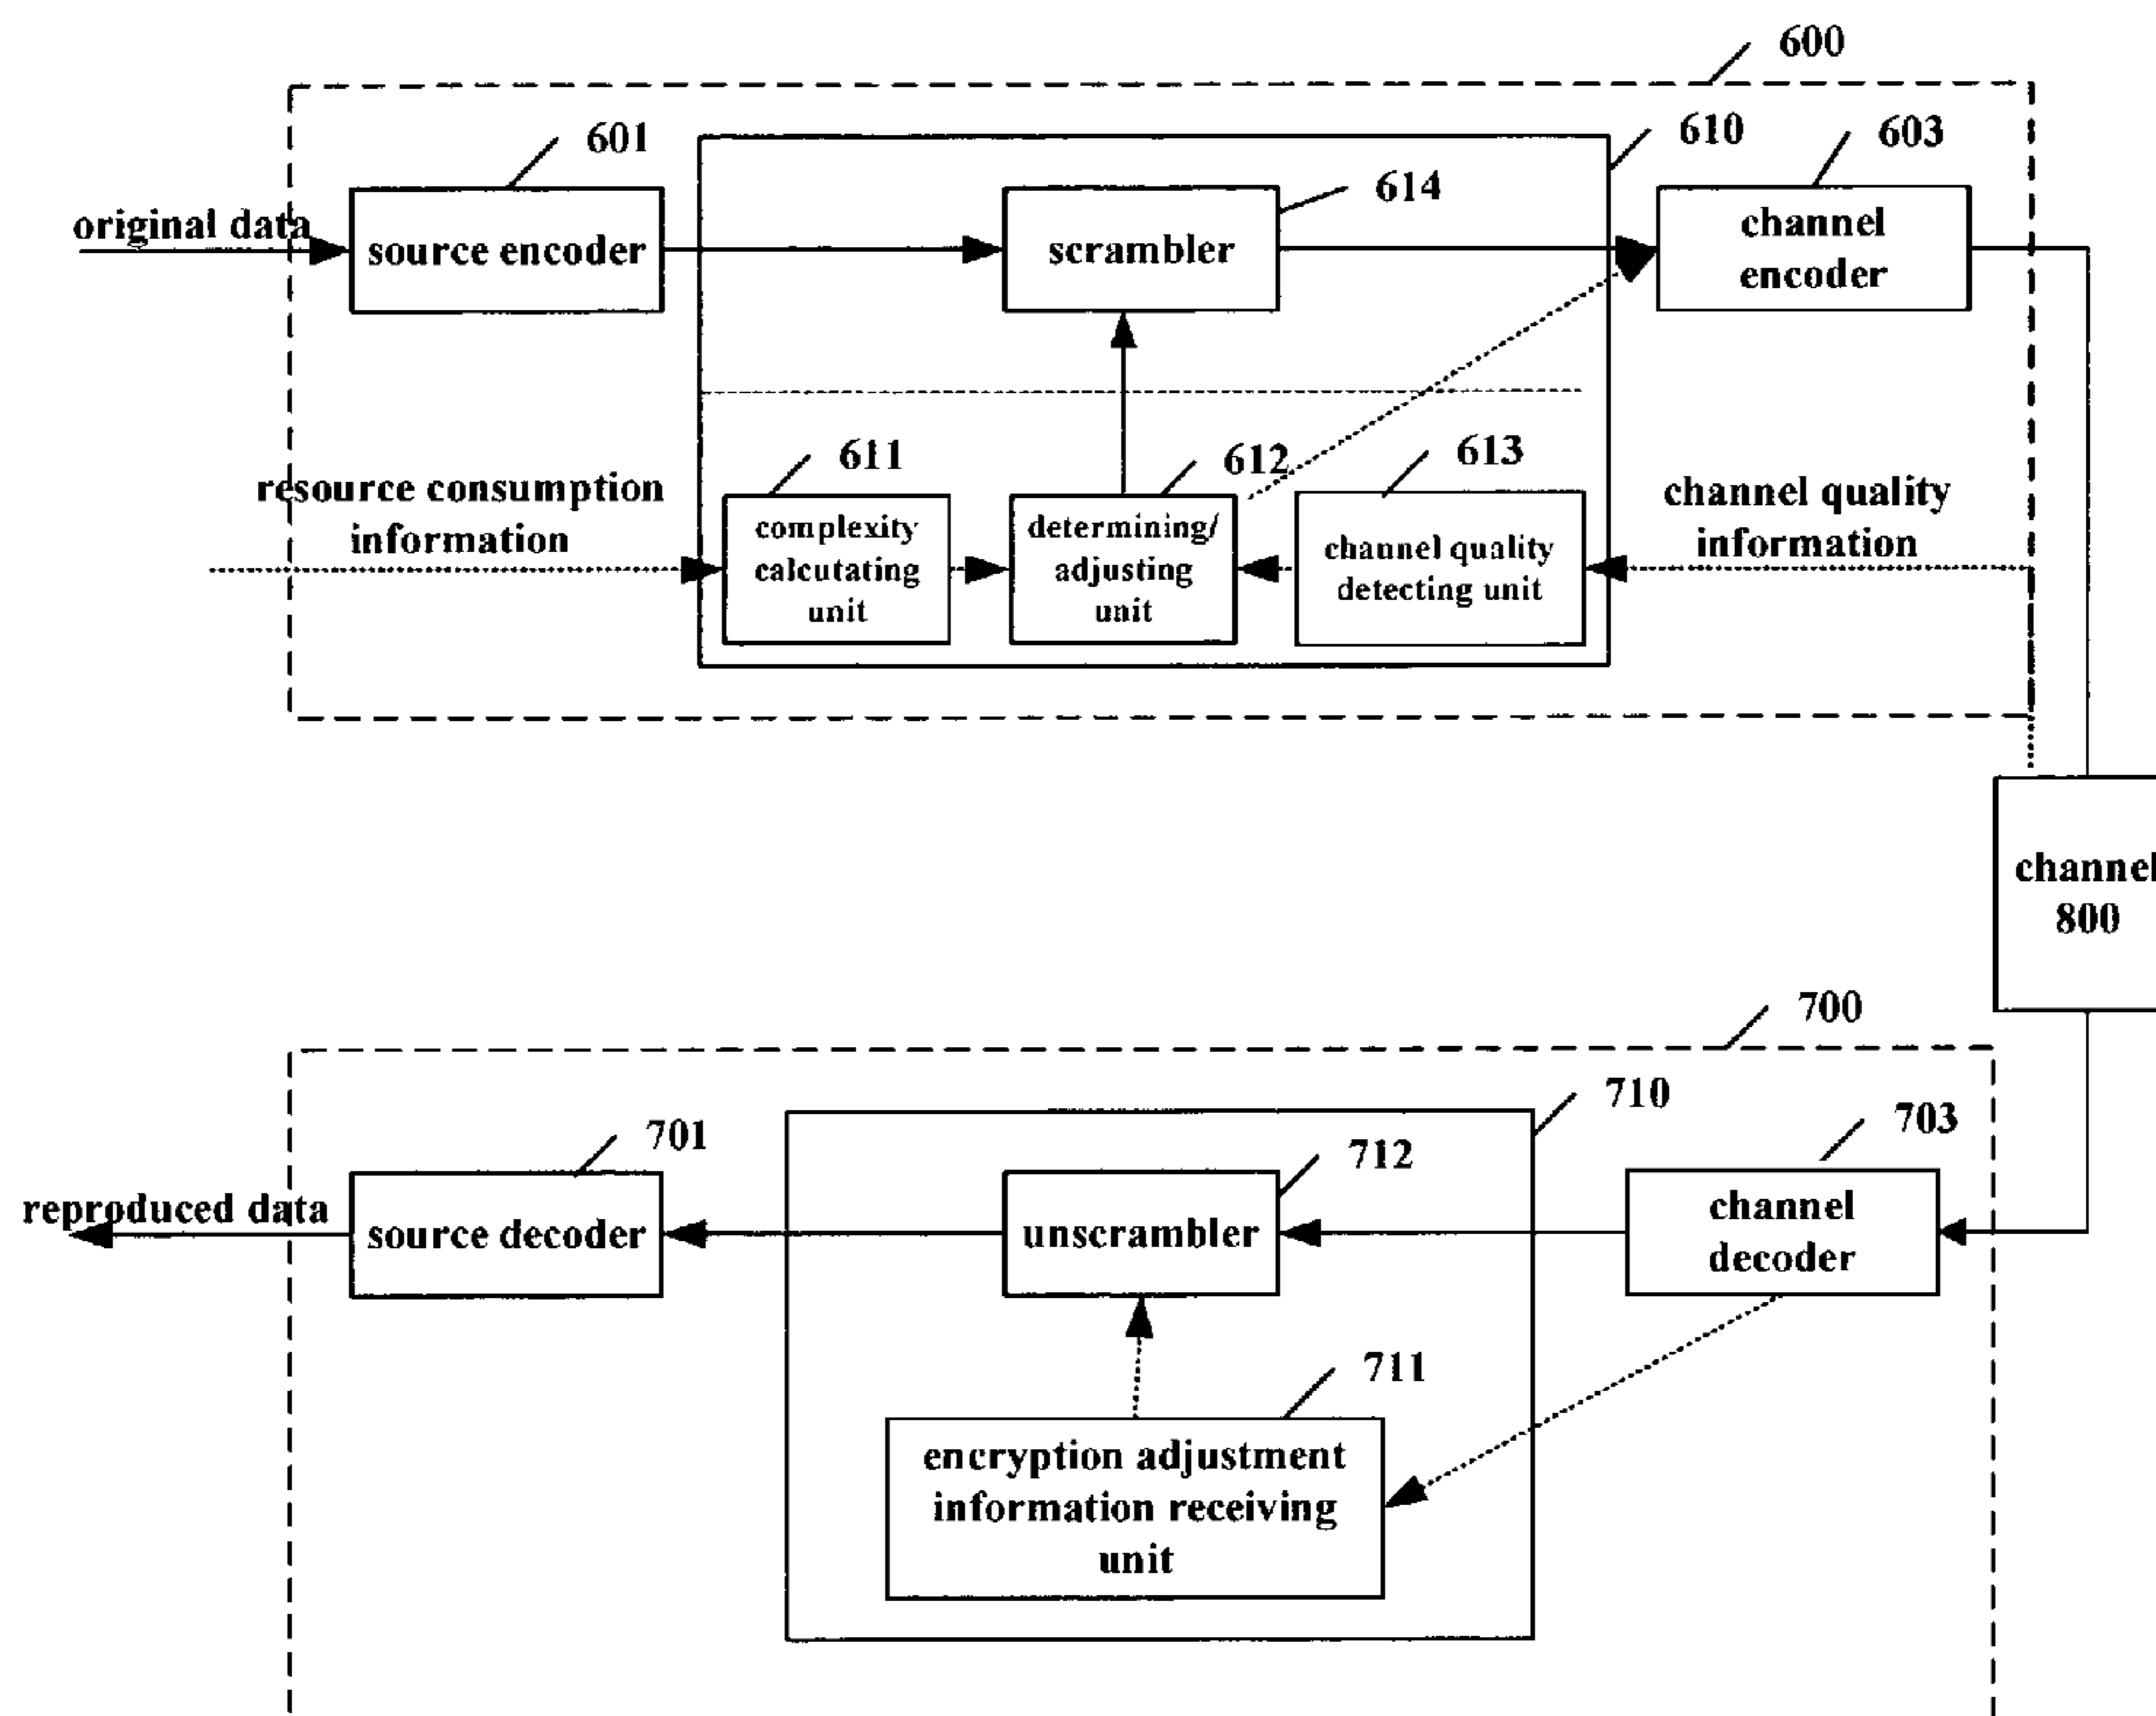 600
601
610
603
614
original data
source encoder
scrambler
channel
encoder
611
612
613
resource consumption
information
complexity
calcutating
unit
determining/
adjusting
unit
channel quality
detecting unit
channel quality
information
channel
800
700
710
703
701
712
reproduced data
source decoder
unscrambler
channel
decoder
711
encryption adjustment
information receiving
unit